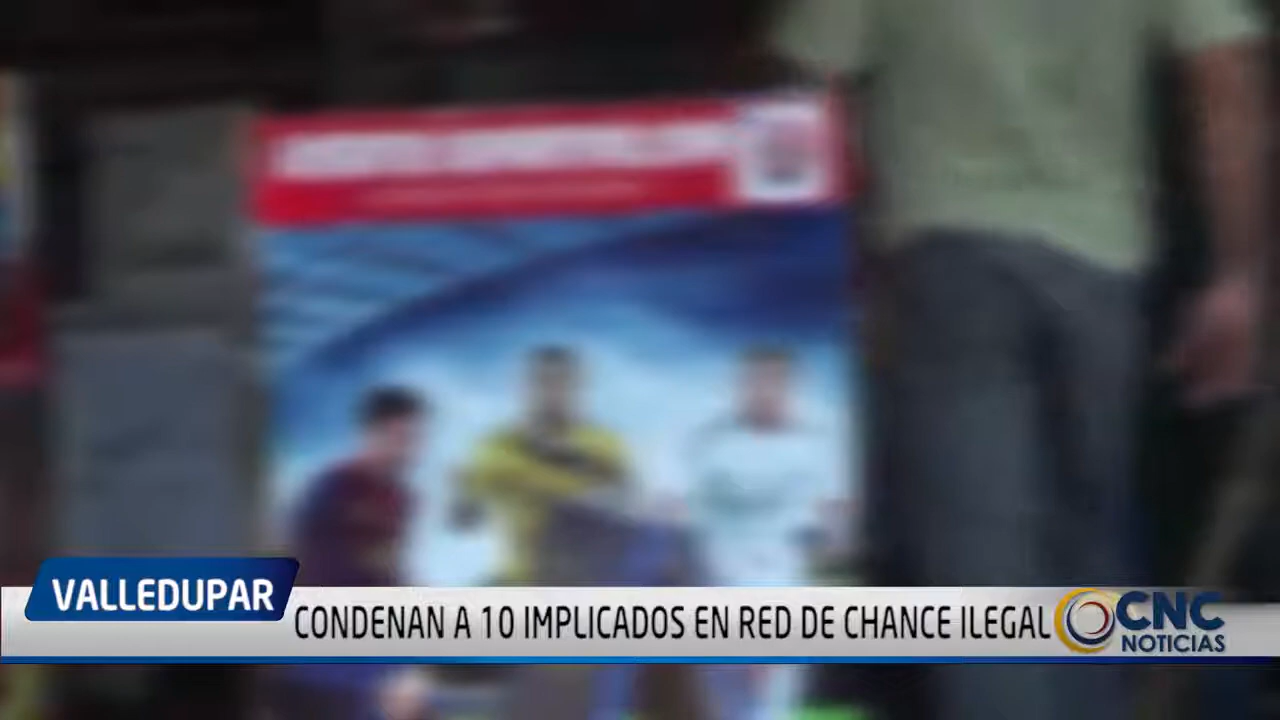 VALLEDUPAR
CONDENAN A 10 IMPLICADOS EN RED DE CHANCE ILEGAL
CNC
NOTICIAS